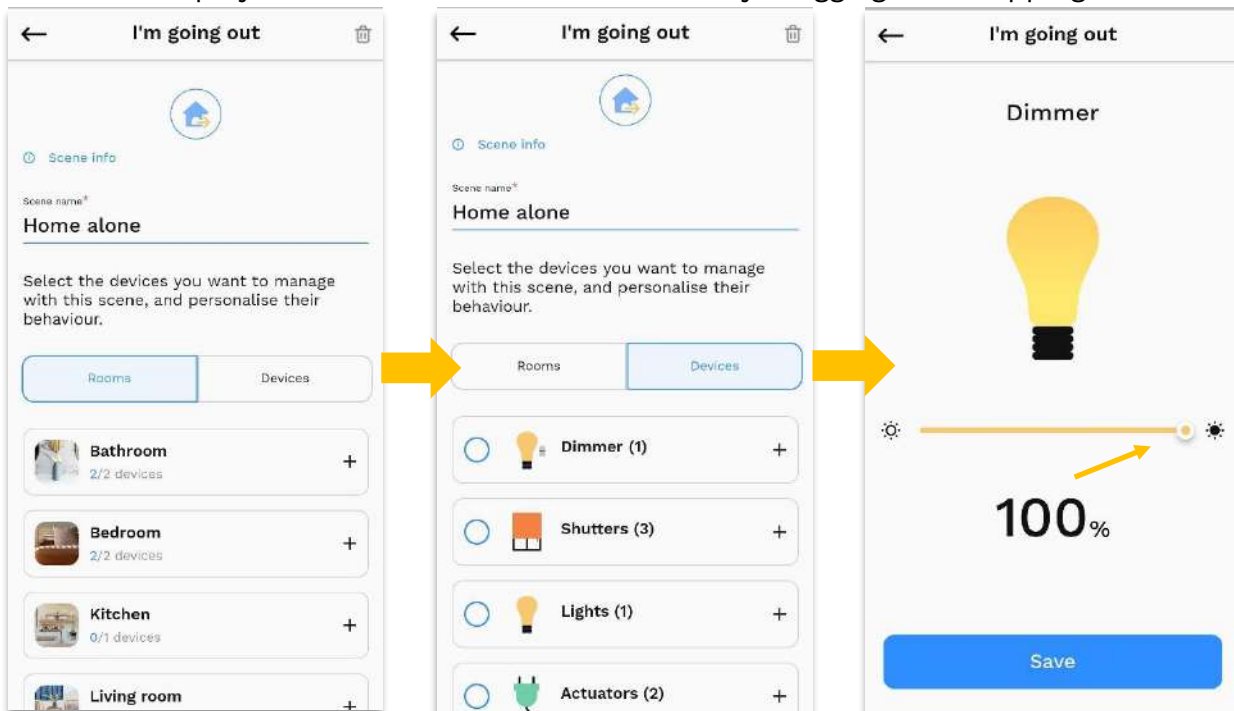 I'm going out
Scene info
Scene name*
Home alone
Select the devices you want to manage
with this scene, and personalise their
behaviour.
Rooms
Devices
Bathroom
2/2 devices
+
Bedroom
2/2 devices
+
Kitchen
0/1 devices
+
Living room
+
I'm going out
Scene info
Scene name*
Home alone
Select the devices you want to manage
with this scene, and personalise their
behaviour.
Rooms
Devices
Dimmer (1)
+
Shutters (3)
+
Lights (1)
+
Actuators (2)
+
I'm going out
Dimmer
100%
Save